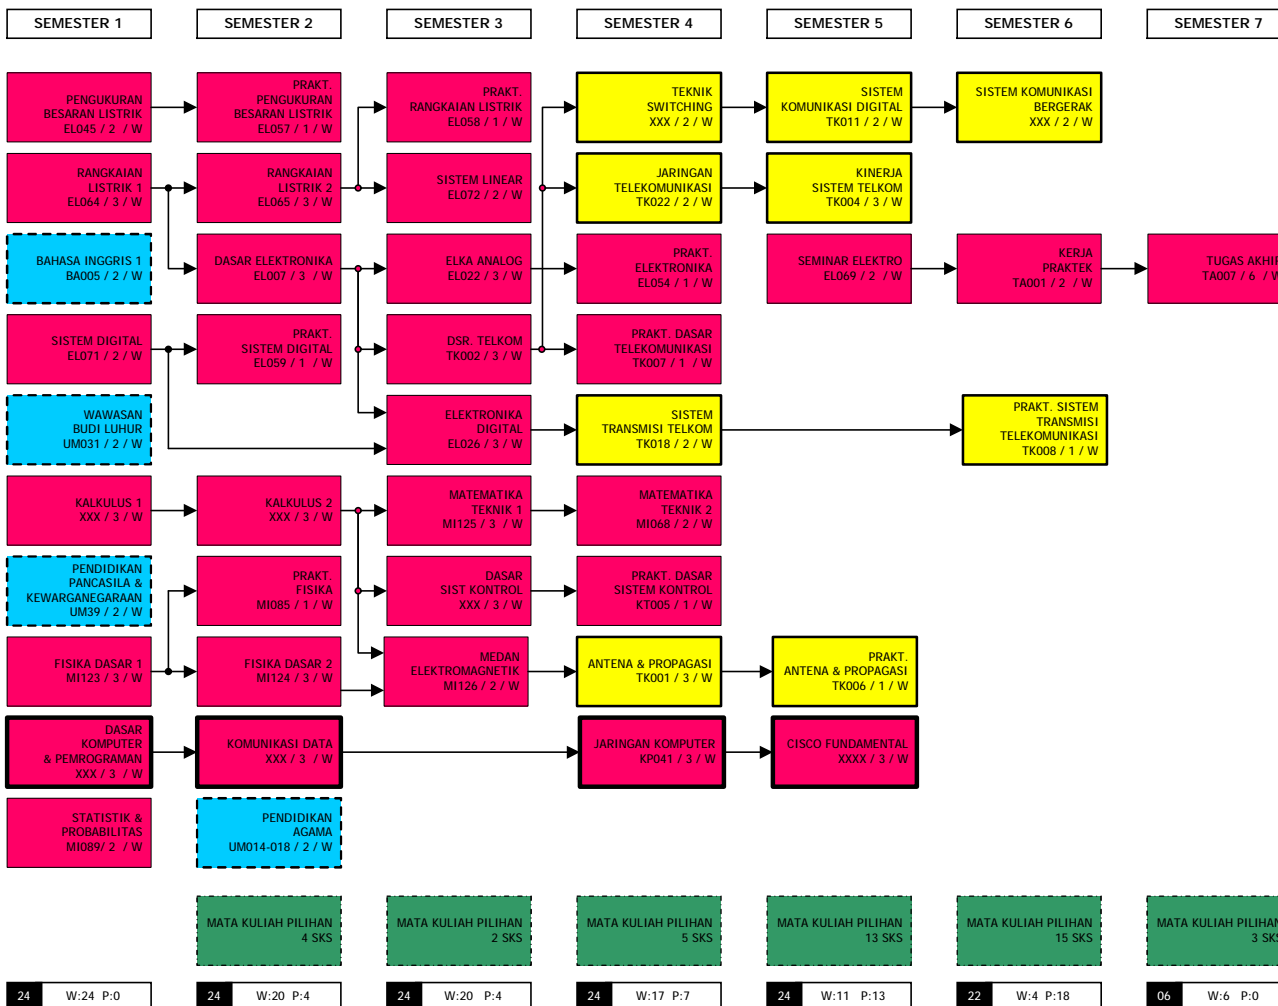 SEMESTER 1
SEMESTER 2
SEMESTER 3
SEMESTER 4
SEMESTER 5
SEMESTER 6
SEMESTER 7
PENGUKURAN
BESARAN LISTRIK
EL045 / 2 / W
PRAKT.
PENGUKURAN
BESARAN LISTRIK
EL057 / 1 / W
PRAKT.
RANGKAIAN LISTRIK
EL058 / 1 / W
TEKNIK
SWITCHING
XXX / 2 / W
SISTEM
KOMUNIKASI DIGITAL
TK011 / 2 / W
SISTEM KOMUNIKASI
BERGERAK
XXX / 2 / W
RANGKAIAN
LISTRIK 1
EL064 / 3 / W
RANGKAIAN
LISTRIK 2
EL065 / 3 / W
SISTEM LINEAR
EL072 / 2 / W
JARINGAN
TELEKOMUNIKASI
TK022 / 2 / W
KINERJA
SISTEM TELKOM
TK004 / 3 / W
BAHASA INGGRIS 1
BA005 / 2 / W
DASAR ELEKTRONIKA
EL007 / 3 / W
ELKA ANALOG
EL022 / 3 / W
PRAKT.
ELEKTRONIKA
EL054 / 1 / W
SEMINAR ELEKTRO
EL069 / 2 / W
KERJA
PRAKTEK
TA001 / 2 / W
TUGAS AKHIR
TA007 / 6 / W
SISTEM DIGITAL
EL071 / 2 / W
PRAKT.
SISTEM DIGITAL
EL059 / 1 / W
DSR. TELKOM
TK002 / 3 / W
PRAKT. DASAR
TELEKOMUNIKASI
TK007 / 1 / W
WAWASAN
BUDI LUHUR
UM031 / 2 / W
ELEKTRONIKA
DIGITAL
EL026 / 3 / W
SISTEM
TRANSMISI TELKOM
TK018 / 2 / W
PRAKT. SISTEM
TRANSMISI
TELEKOMUNIKASI
TK008 / 1 / W
KALKULUS 1
XXX / 3 / W
KALKULUS 2
XXX / 3 / W
MATEMATIKA
TEKNIK 1
MI125 / 3 / W
MATEMATIKA
TEKNIK 2
MI068 / 2 / W
PENDIDIKAN
PANCASILA &
KEWARGANEGARAAN
UM39 / 2 / W
PRAKT.
FISIKA
MI085 / 1 / W
DASAR
SIST KONTROL
XXX / 3 / W
PRAKT. DASAR
SISTEM KONTROL
KT005 / 1 / W
FISIKA DASAR 1
MI123 / 3 / W
FISIKA DASAR 2
MI124 / 3 / W
MEDAN
ELEKTROMAGNETIK
MI126 / 2 / W
ANTENA & PROPAGASI
TK001 / 3 / W
PRAKT.
ANTENA & PROPAGASI
TK006 / 1 / W
DASAR
KOMPUTER
& PEMROGRAMAN
XXX / 3 / W
KOMUNIKASI DATA
XXX / 3 / W
JARINGAN KOMPUTER
KP041 / 3 / W
CISCO FUNDAMENTAL
XXXX / 3 / W
STATISTIK &
PROBABILITAS
MI089/ 2 / W
PENDIDIKAN
AGAMA
UM014-018 / 2 / W
MATA KULIAH PILIHAN
4 SKS
MATA KULIAH PILIHAN
2 SKS
MATA KULIAH PILIHAN
5 SKS
MATA KULIAH PILIHAN
13 SKS
MATA KULIAH PILIHAN
15 SKS
MATA KULIAH PILIHAN
3 SKS
24 W:24 P:0
24 W:20 P:4
24 W:20 P:4
24 W:17 P:7
24 W:11 P:13
22 W:4 P:18
06 W:6 P:0